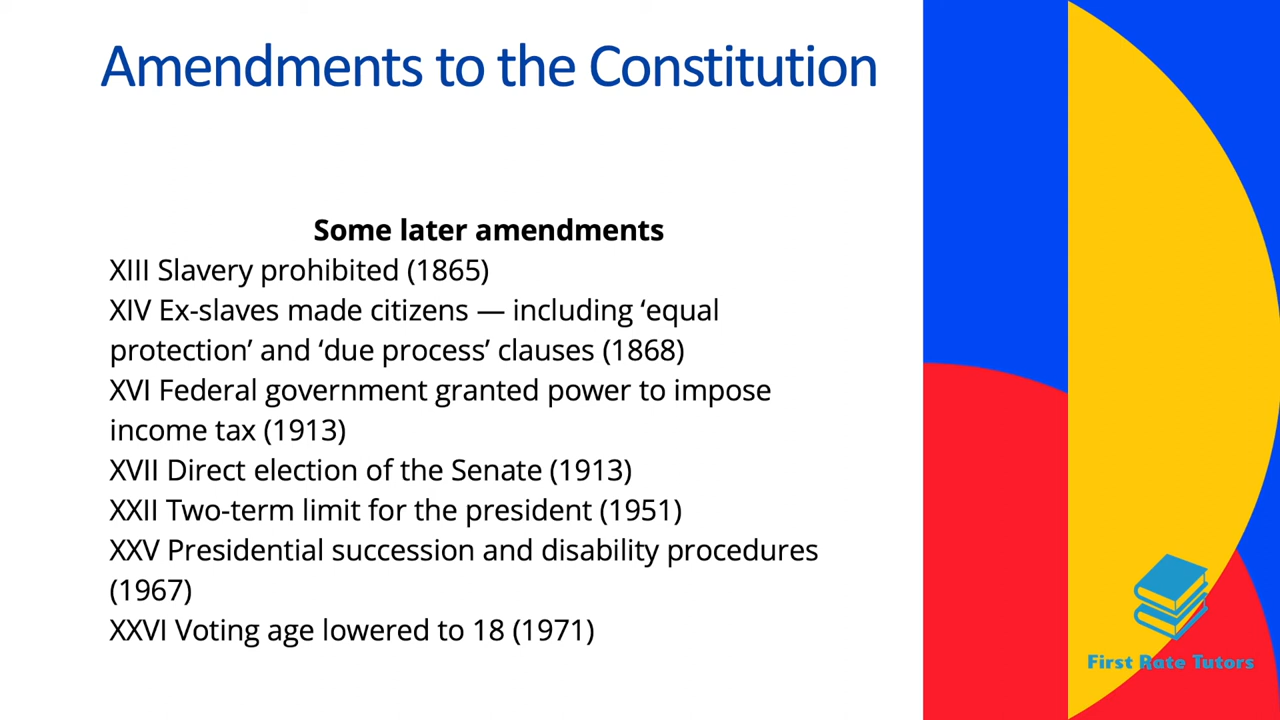 Amendments to the Constitution
Some later amendments
XIII Slavery prohibited (1865)
XIV Ex-slaves made citizens — including ‘equal
protection’ and ‘due process’ clauses (1868)
XVI Federal government granted power to impose
income tax (1913)
XVII Direct election of the Senate (1913)
XXII Two-term limit for the president (1951)
XXV Presidential succession and disability procedures
(1967)
XXVI Voting age lowered to 18 (1971)
First Rate Tutors